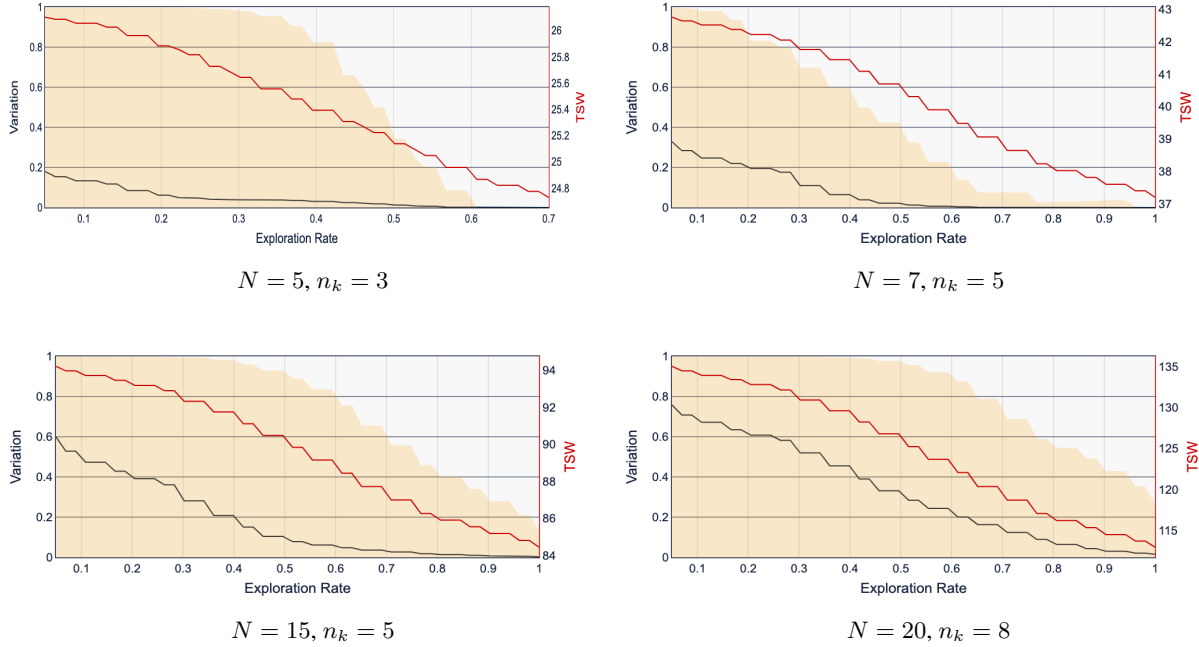 1
0.8
0.6
0.4
0.2
0
Variation
26
25.8
25.6
25.4
25.2
25
24.8
TSW
0.1 0.2 0.3 0.4 0.5 0.6 0.7
Exploration Rate
N = 5, n_k = 3
1
0.8
0.6
0.4
0.2
0
Variation
43
42
41
40
39
38
37
TSW
0.1 0.2 0.3 0.4 0.5 0.6 0.7 0.8 0.9 1
Exploration Rate
N = 7, n_k = 5
1
0.8
0.6
0.4
0.2
0
Variation
94
92
90
88
86
84
TSW
0.1 0.2 0.3 0.4 0.5 0.6 0.7 0.8 0.9 1
Exploration Rate
N = 15, n_k = 5
1
0.8
0.6
0.4
0.2
0
Variation
135
130
125
120
115
TSW
0.1 0.2 0.3 0.4 0.5 0.6 0.7 0.8 0.9 1
Exploration Rate
N = 20, n_k = 8